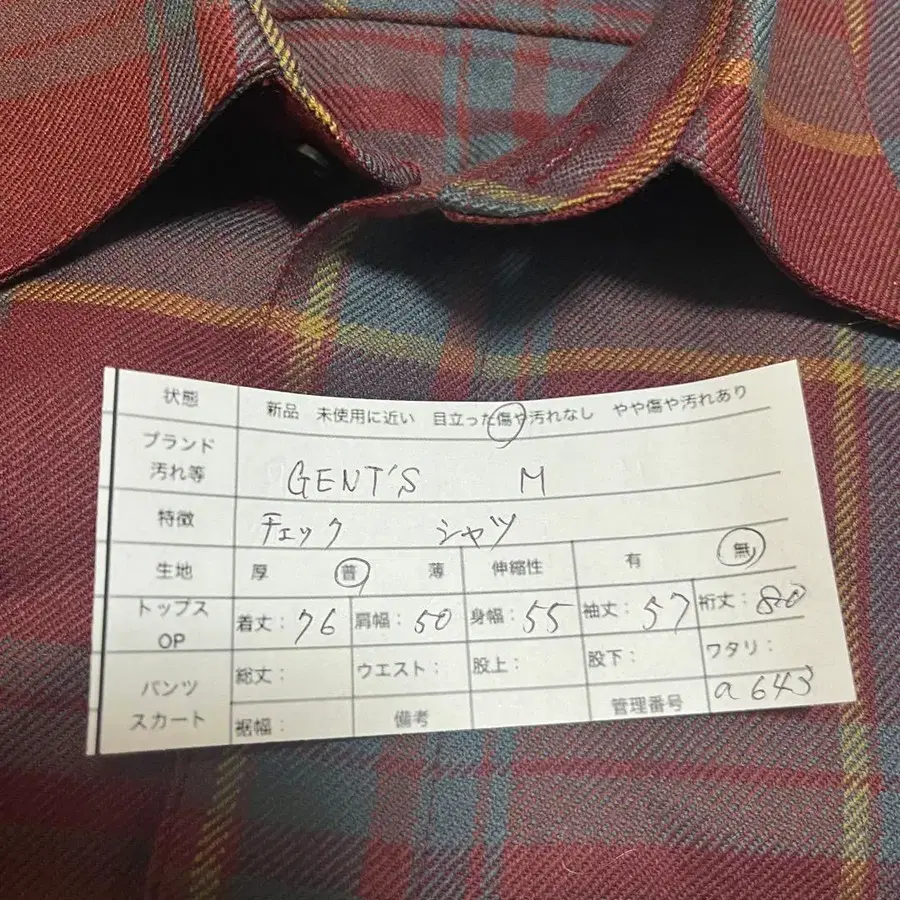 状態 新品 未使用に近い 目立った傷や汚れなし やや傷や汚れあり
ブランド
汚れ等 GENT'S M
特徴 チェック シャツ
生地 厚 普 薄 伸縮性 有 無
トップス
OP 着丈: 76 肩幅: 50 身幅: 55 袖丈: 57 裄丈: 80
パンツ
スカート 総丈: ウエスト: 股上: 股下: ワタリ:
裾幅: 備考 管理番号 a643